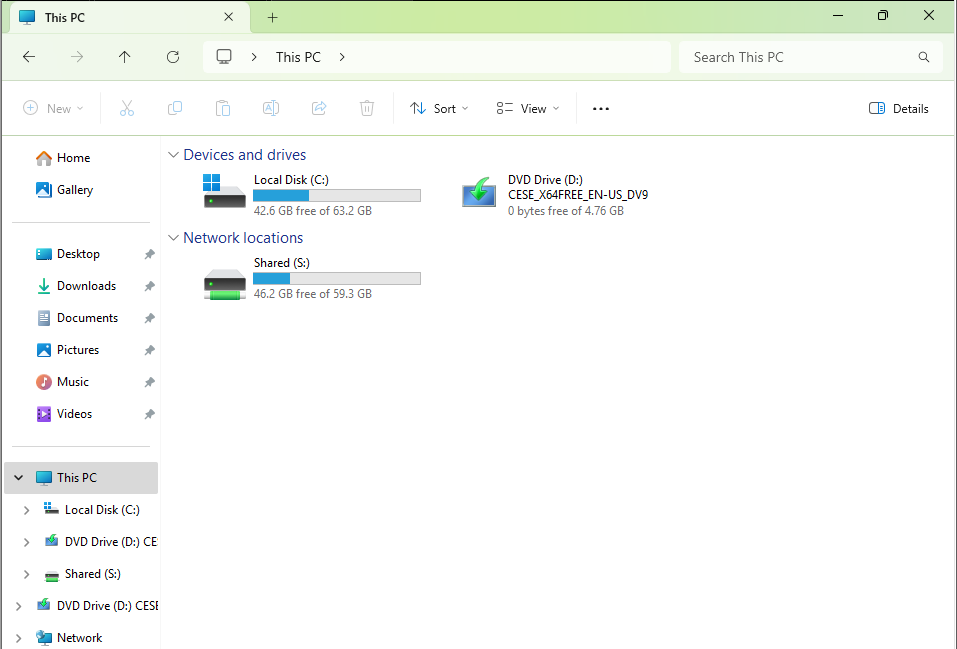 This PC
This PC
Search This PC
New
Sort
View
Details
Home
Gallery
Desktop
Downloads
Documents
Pictures
Music
Videos
This PC
Local Disk (C:)
DVD Drive (D:) CE
Shared (S:)
DVD Drive (D:) CESE
Network
Devices and drives
Local Disk (C:)
42.6 GB free of 63.2 GB
DVD Drive (D:)
CESE_X64FREE_EN-US_DV9
0 bytes free of 4.76 GB
Network locations
Shared (S:)
46.2 GB free of 59.3 GB